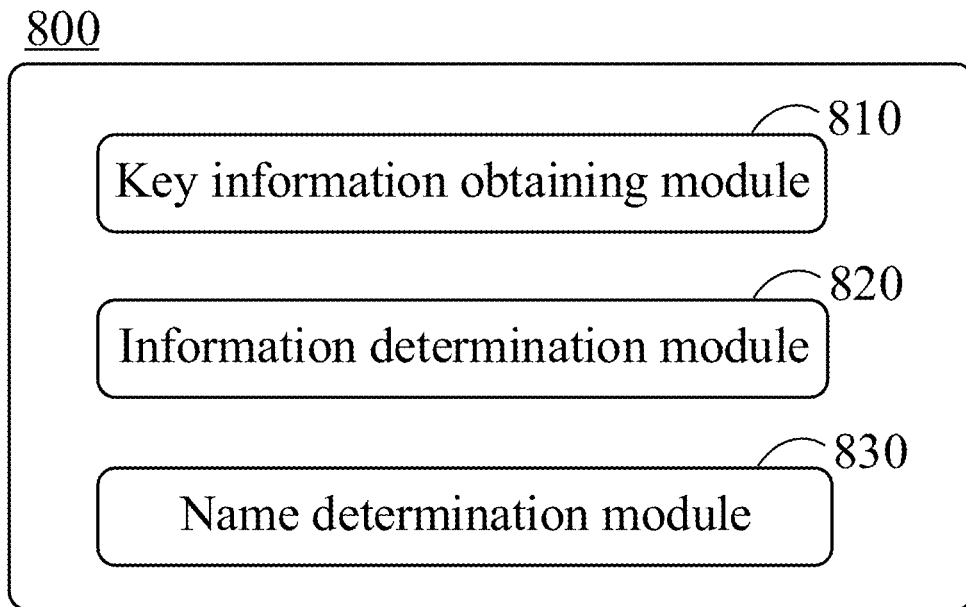 800
810
Key information obtaining module
820
Information determination module
830
Name determination module